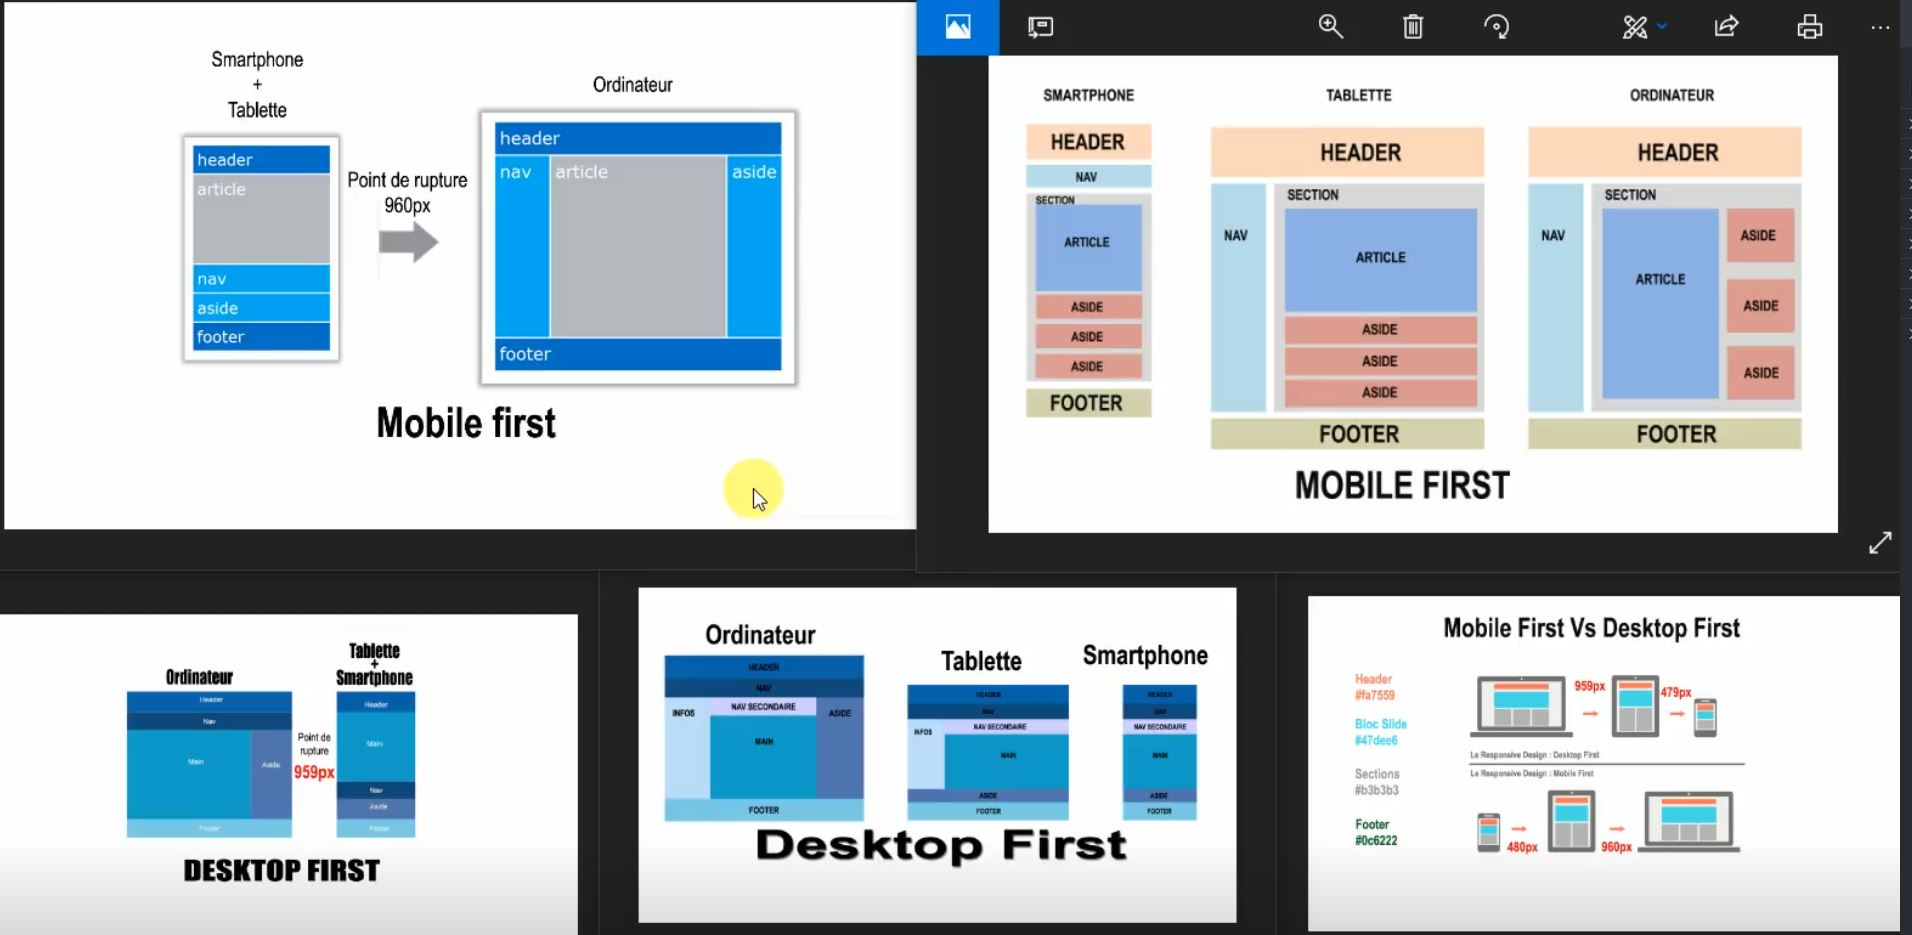 Smartphone
+
Tablette
header
article
nav
aside
footer
Point de rupture
960px
Ordinateur
header
nav
article
aside
footer
Mobile first
SMARTPHONE
HEADER
NAV
SECTION
ARTICLE
ASIDE
ASIDE
ASIDE
FOOTER
TABLETTE
HEADER
NAV
SECTION
ARTICLE
ASIDE
ASIDE
ASIDE
FOOTER
ORDINATEUR
HEADER
NAV
SECTION
ARTICLE
ASIDE
ASIDE
ASIDE
FOOTER
MOBILE FIRST
Ordinateur
Header
Nav
Main
Aside
Footer
Point de
rupture
959px
Tablette
+
Smartphone
Header
Main
Nav
Aside
Footer
DESKTOP FIRST
Ordinateur
HEADER
NAV
INFOS
NAV SECONDAIRE
MAIN
ASIDE
FOOTER
Tablette
HEADER
NAV
INFOS
NAV SECONDAIRE
MAIN
ASIDE
FOOTER
Smartphone
HEADER
NAV
NAV SECONDAIRE
MAIN
ASIDE
FOOTER
Desktop First
Mobile First Vs Desktop First
Header
#fa7559
Bloc Slide
#47dee6
Sections
#b3b3b3
Footer
#0c6222
959px
479px
Le Responsive Design : Desktop First
Le Responsive Design : Mobile First
480px
960px